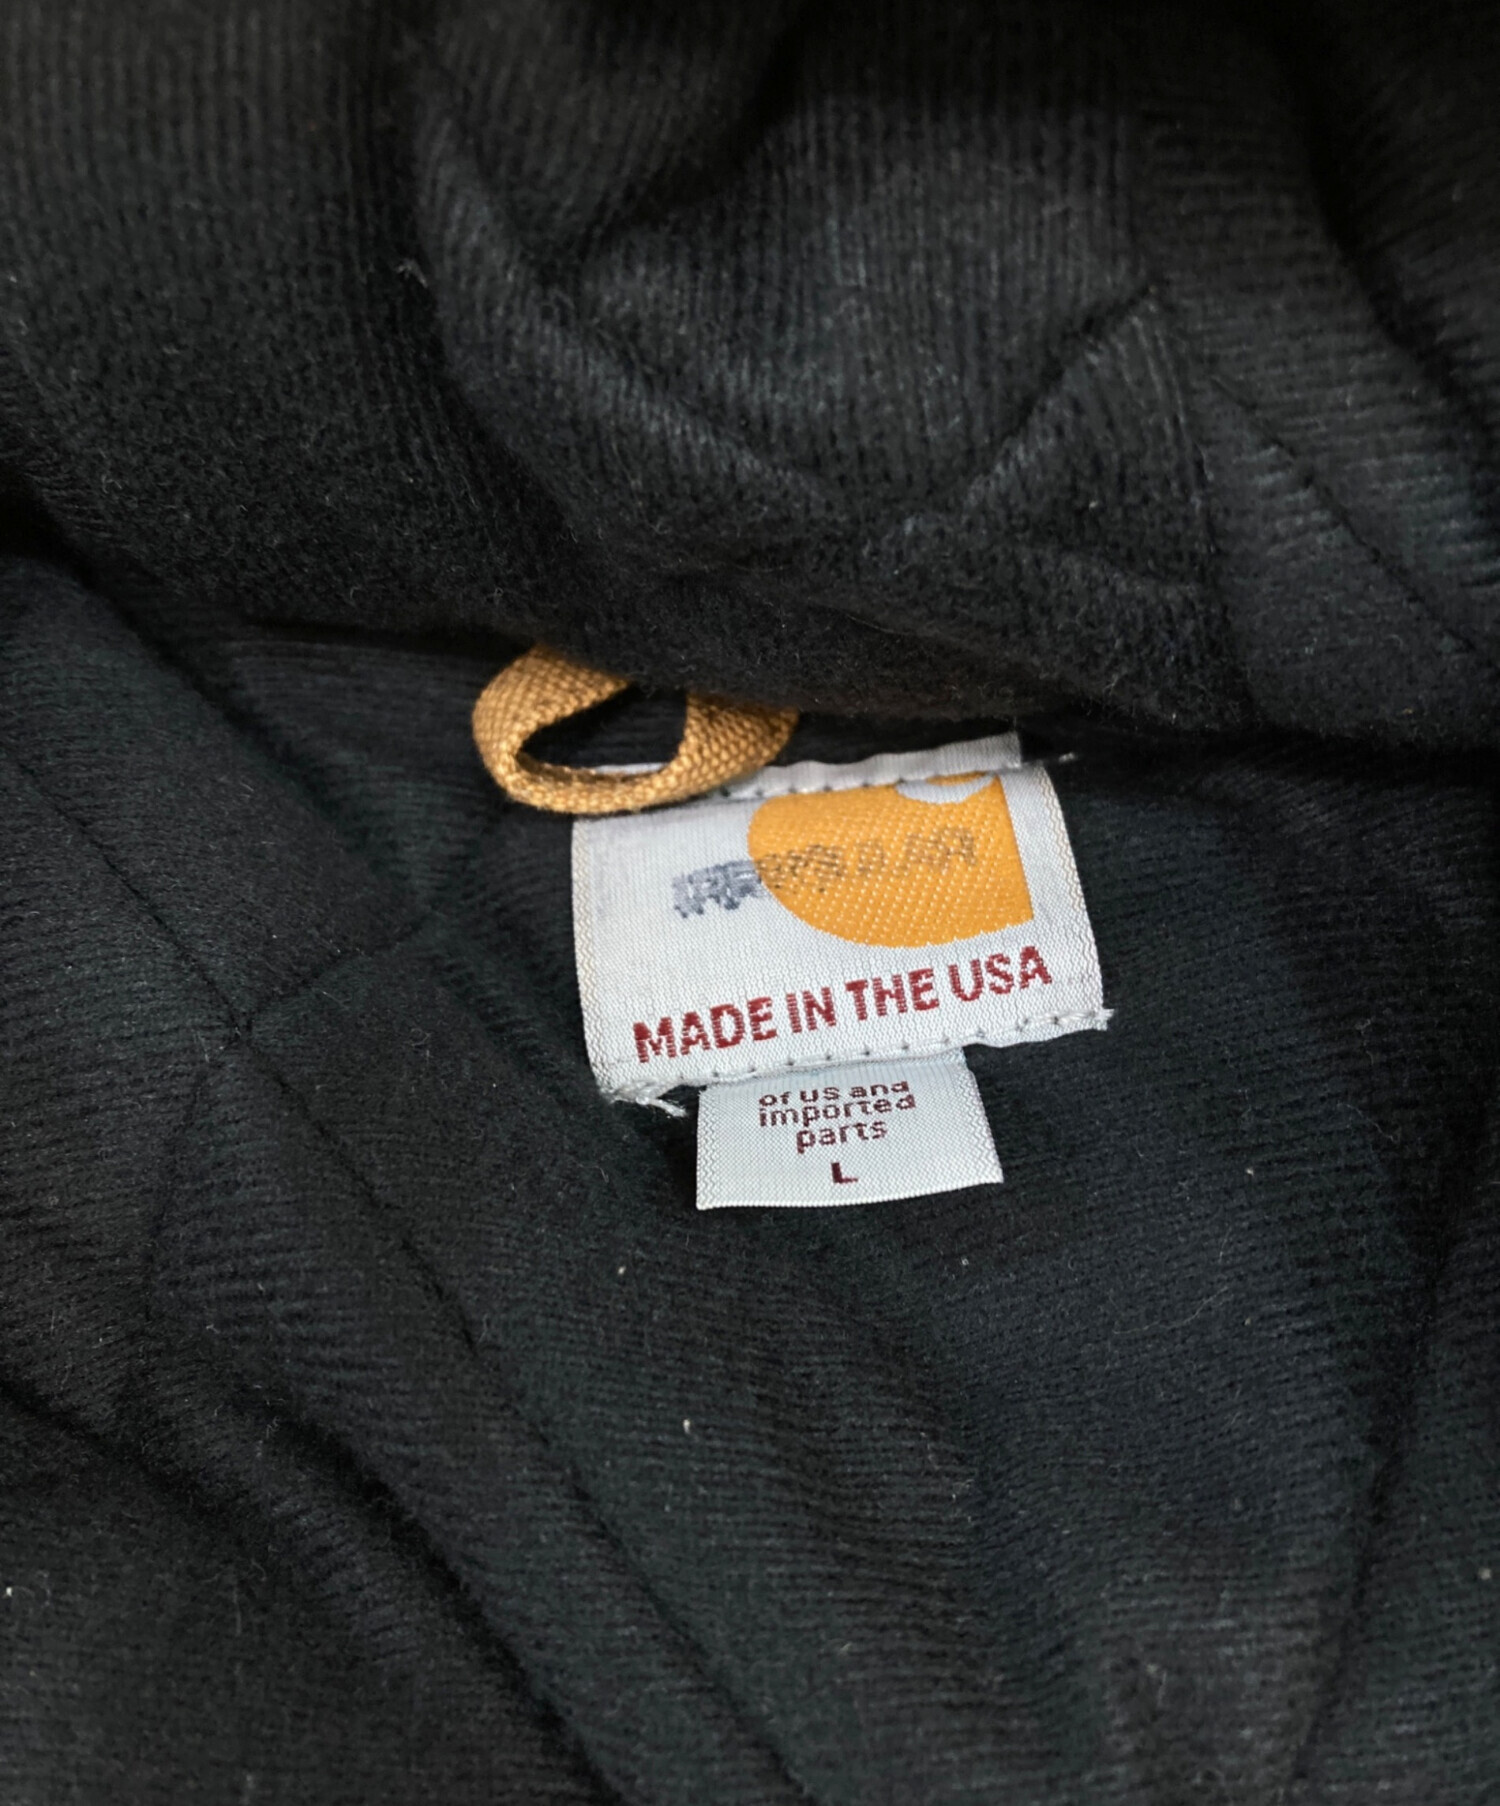 MADE IN THE USA
of US and
imported
parts
L